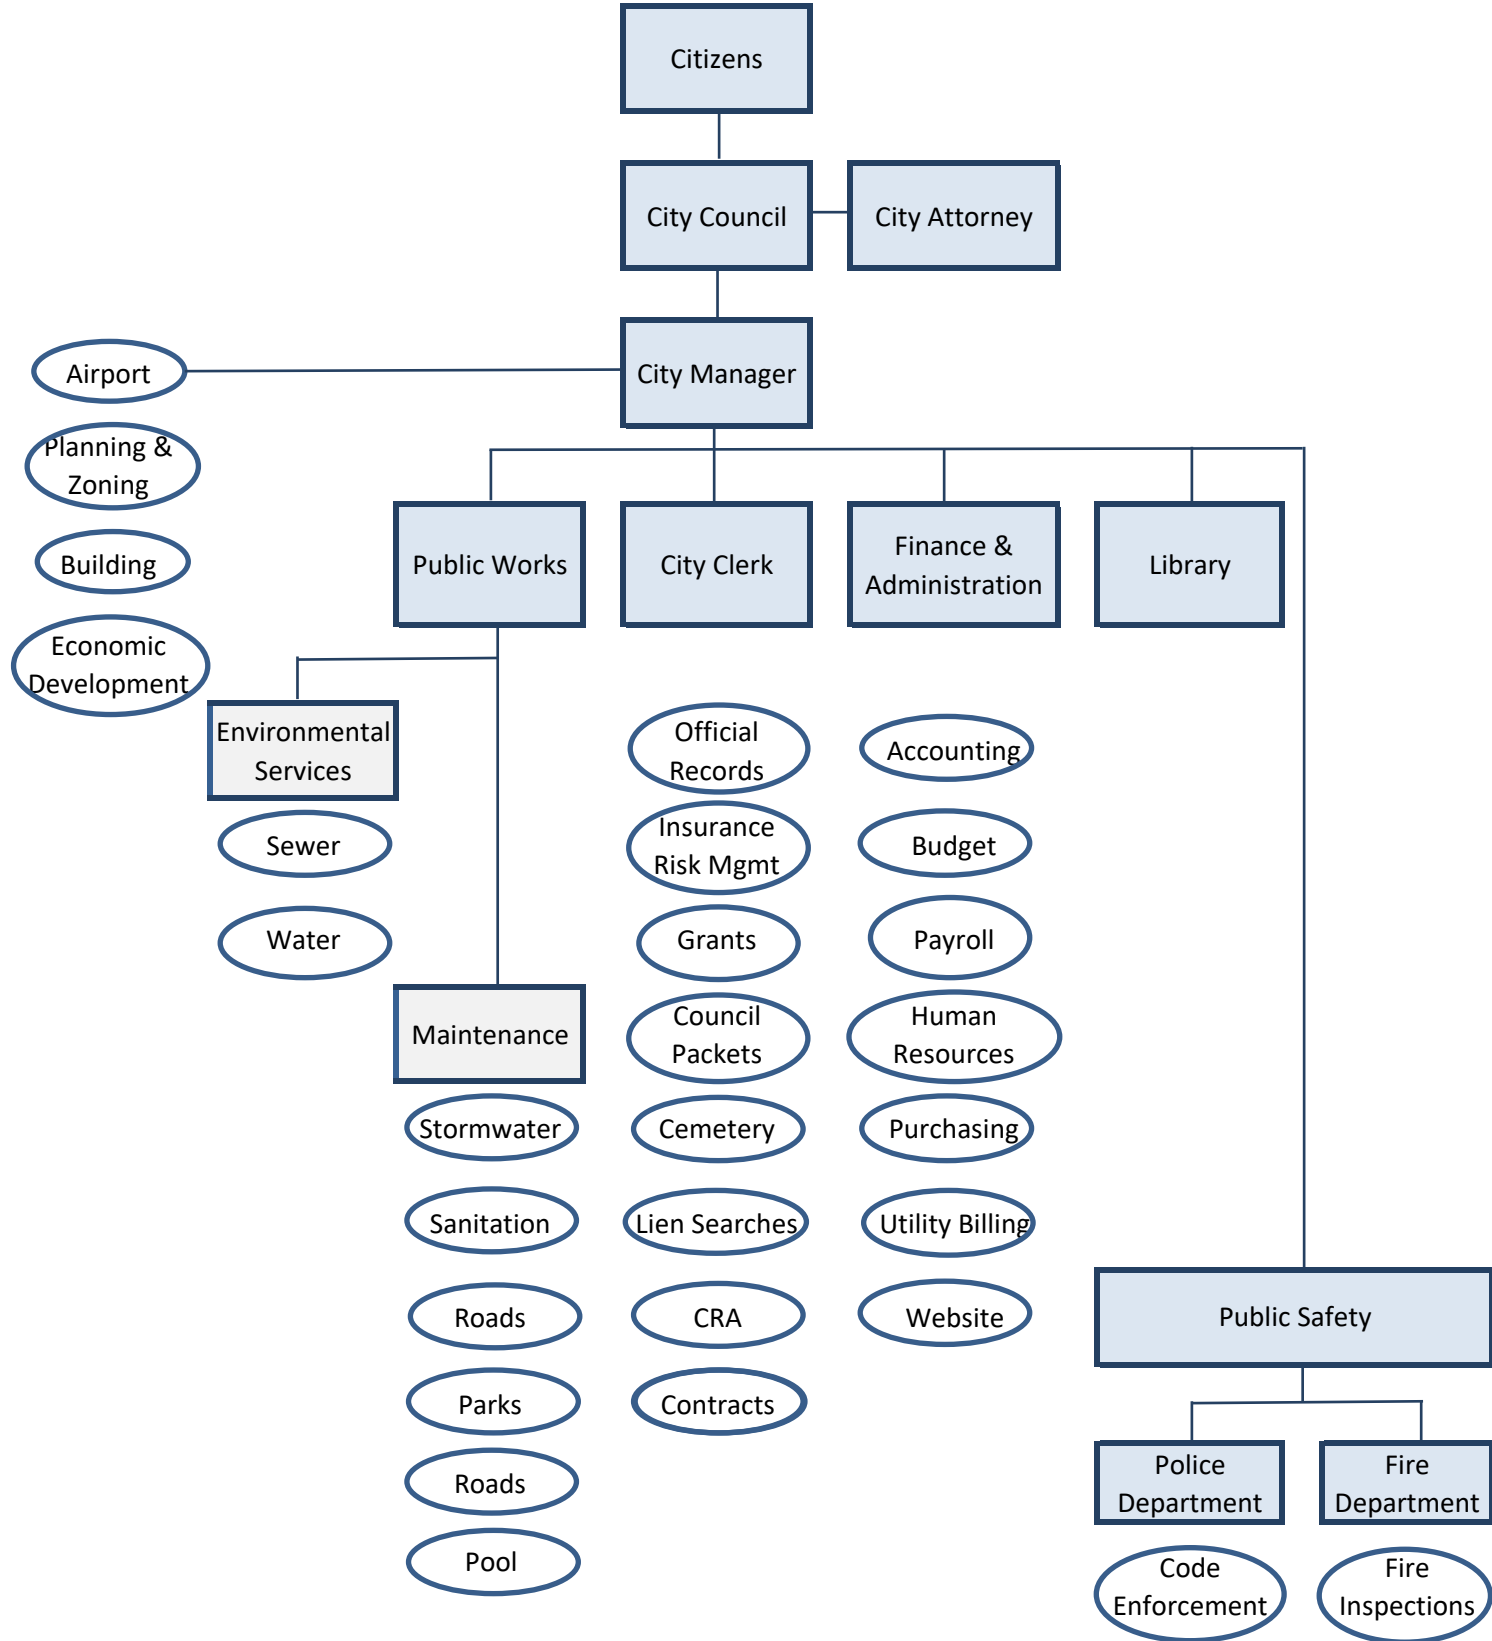 Citizens
City Council
City Attorney
City Manager
Airport
Planning &
Zoning
Building
Economic
Development
Public Works
City Clerk
Finance &
Administration
Library
Environmental
Services
Sewer
Water
Maintenance
Stormwater
Sanitation
Roads
Parks
Roads
Pool
Official
Records
Insurance
Risk Mgmt
Grants
Council
Packets
Cemetery
Lien Searches
CRA
Contracts
Accounting
Budget
Payroll
Human
Resources
Purchasing
Utility Billing
Website
Public Safety
Police
Department
Code
Enforcement
Fire
Department
Fire
Inspections